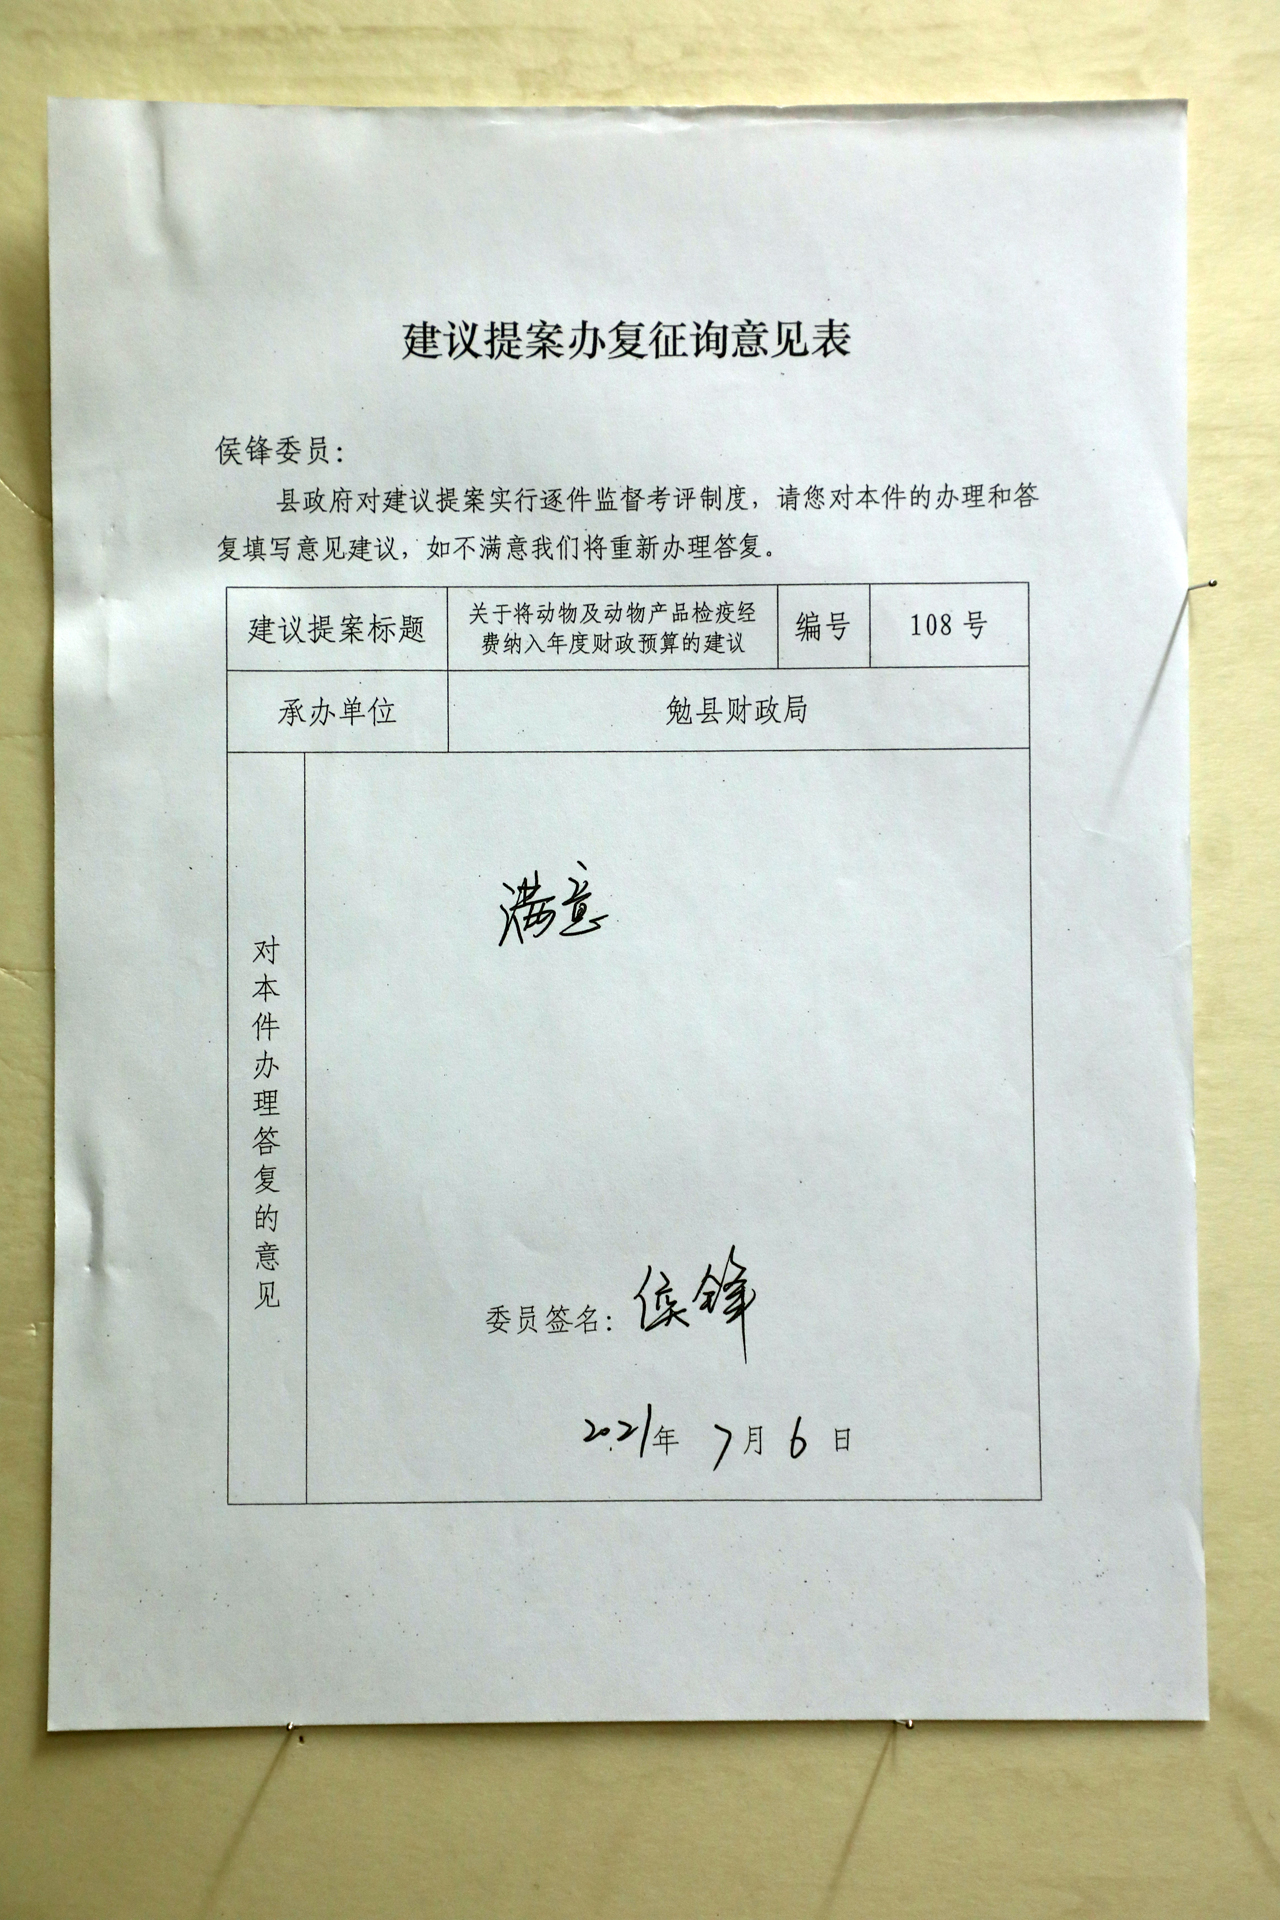 建议提案办复征询意见表
侯锋委员：
县政府对建议提案实行逐件监督考评制度，请您对本件的办理和答
复填写意见建议，如不满意我们将重新办理答复。
建议提案标题
关于将动物及动物产品检疫经
费纳入年度财政预算的建议
编号
108 号
承办单位
勉县财政局
对本件办理答复的意见
满意
委员签名：侯锋
2021年 7月 6 日